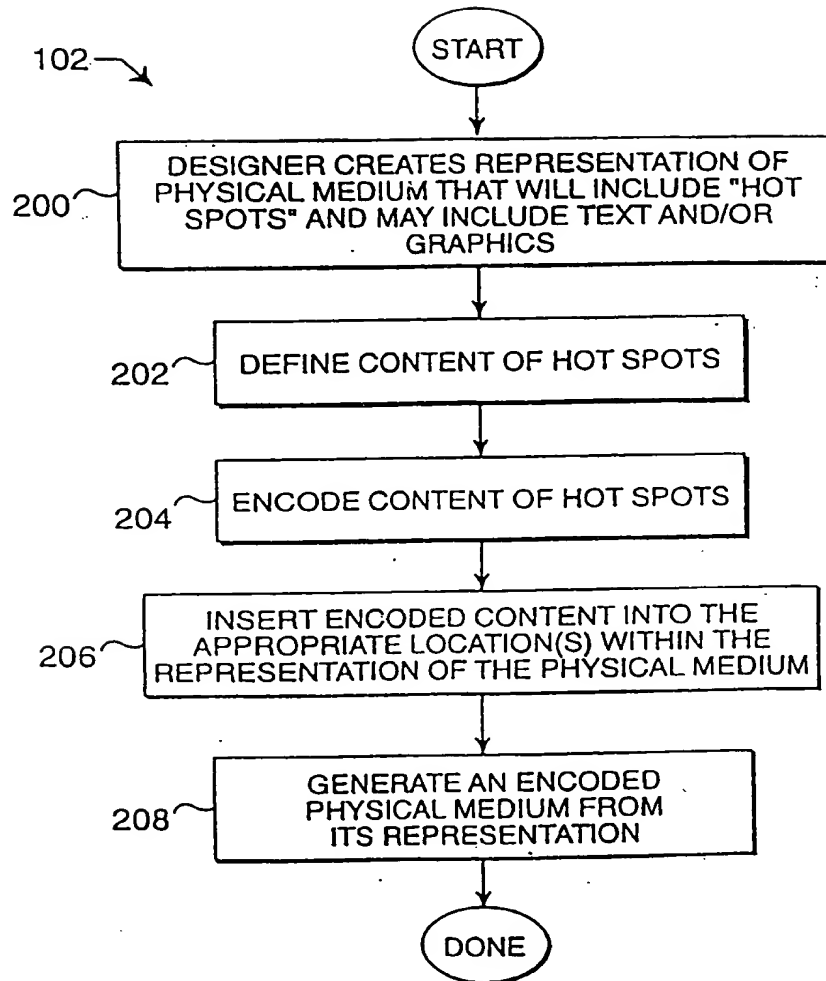 102
START
200
DESIGNER CREATES REPRESENTATION OF
PHYSICAL MEDIUM THAT WILL INCLUDE "HOT
SPOTS" AND MAY INCLUDE TEXT AND/OR
GRAPHICS
202
DEFINE CONTENT OF HOT SPOTS
204
ENCODE CONTENT OF HOT SPOTS
206
INSERT ENCODED CONTENT INTO THE
APPROPRIATE LOCATION(S) WITHIN THE
REPRESENTATION OF THE PHYSICAL MEDIUM
208
GENERATE AN ENCODED
PHYSICAL MEDIUM FROM
ITS REPRESENTATION
DONE